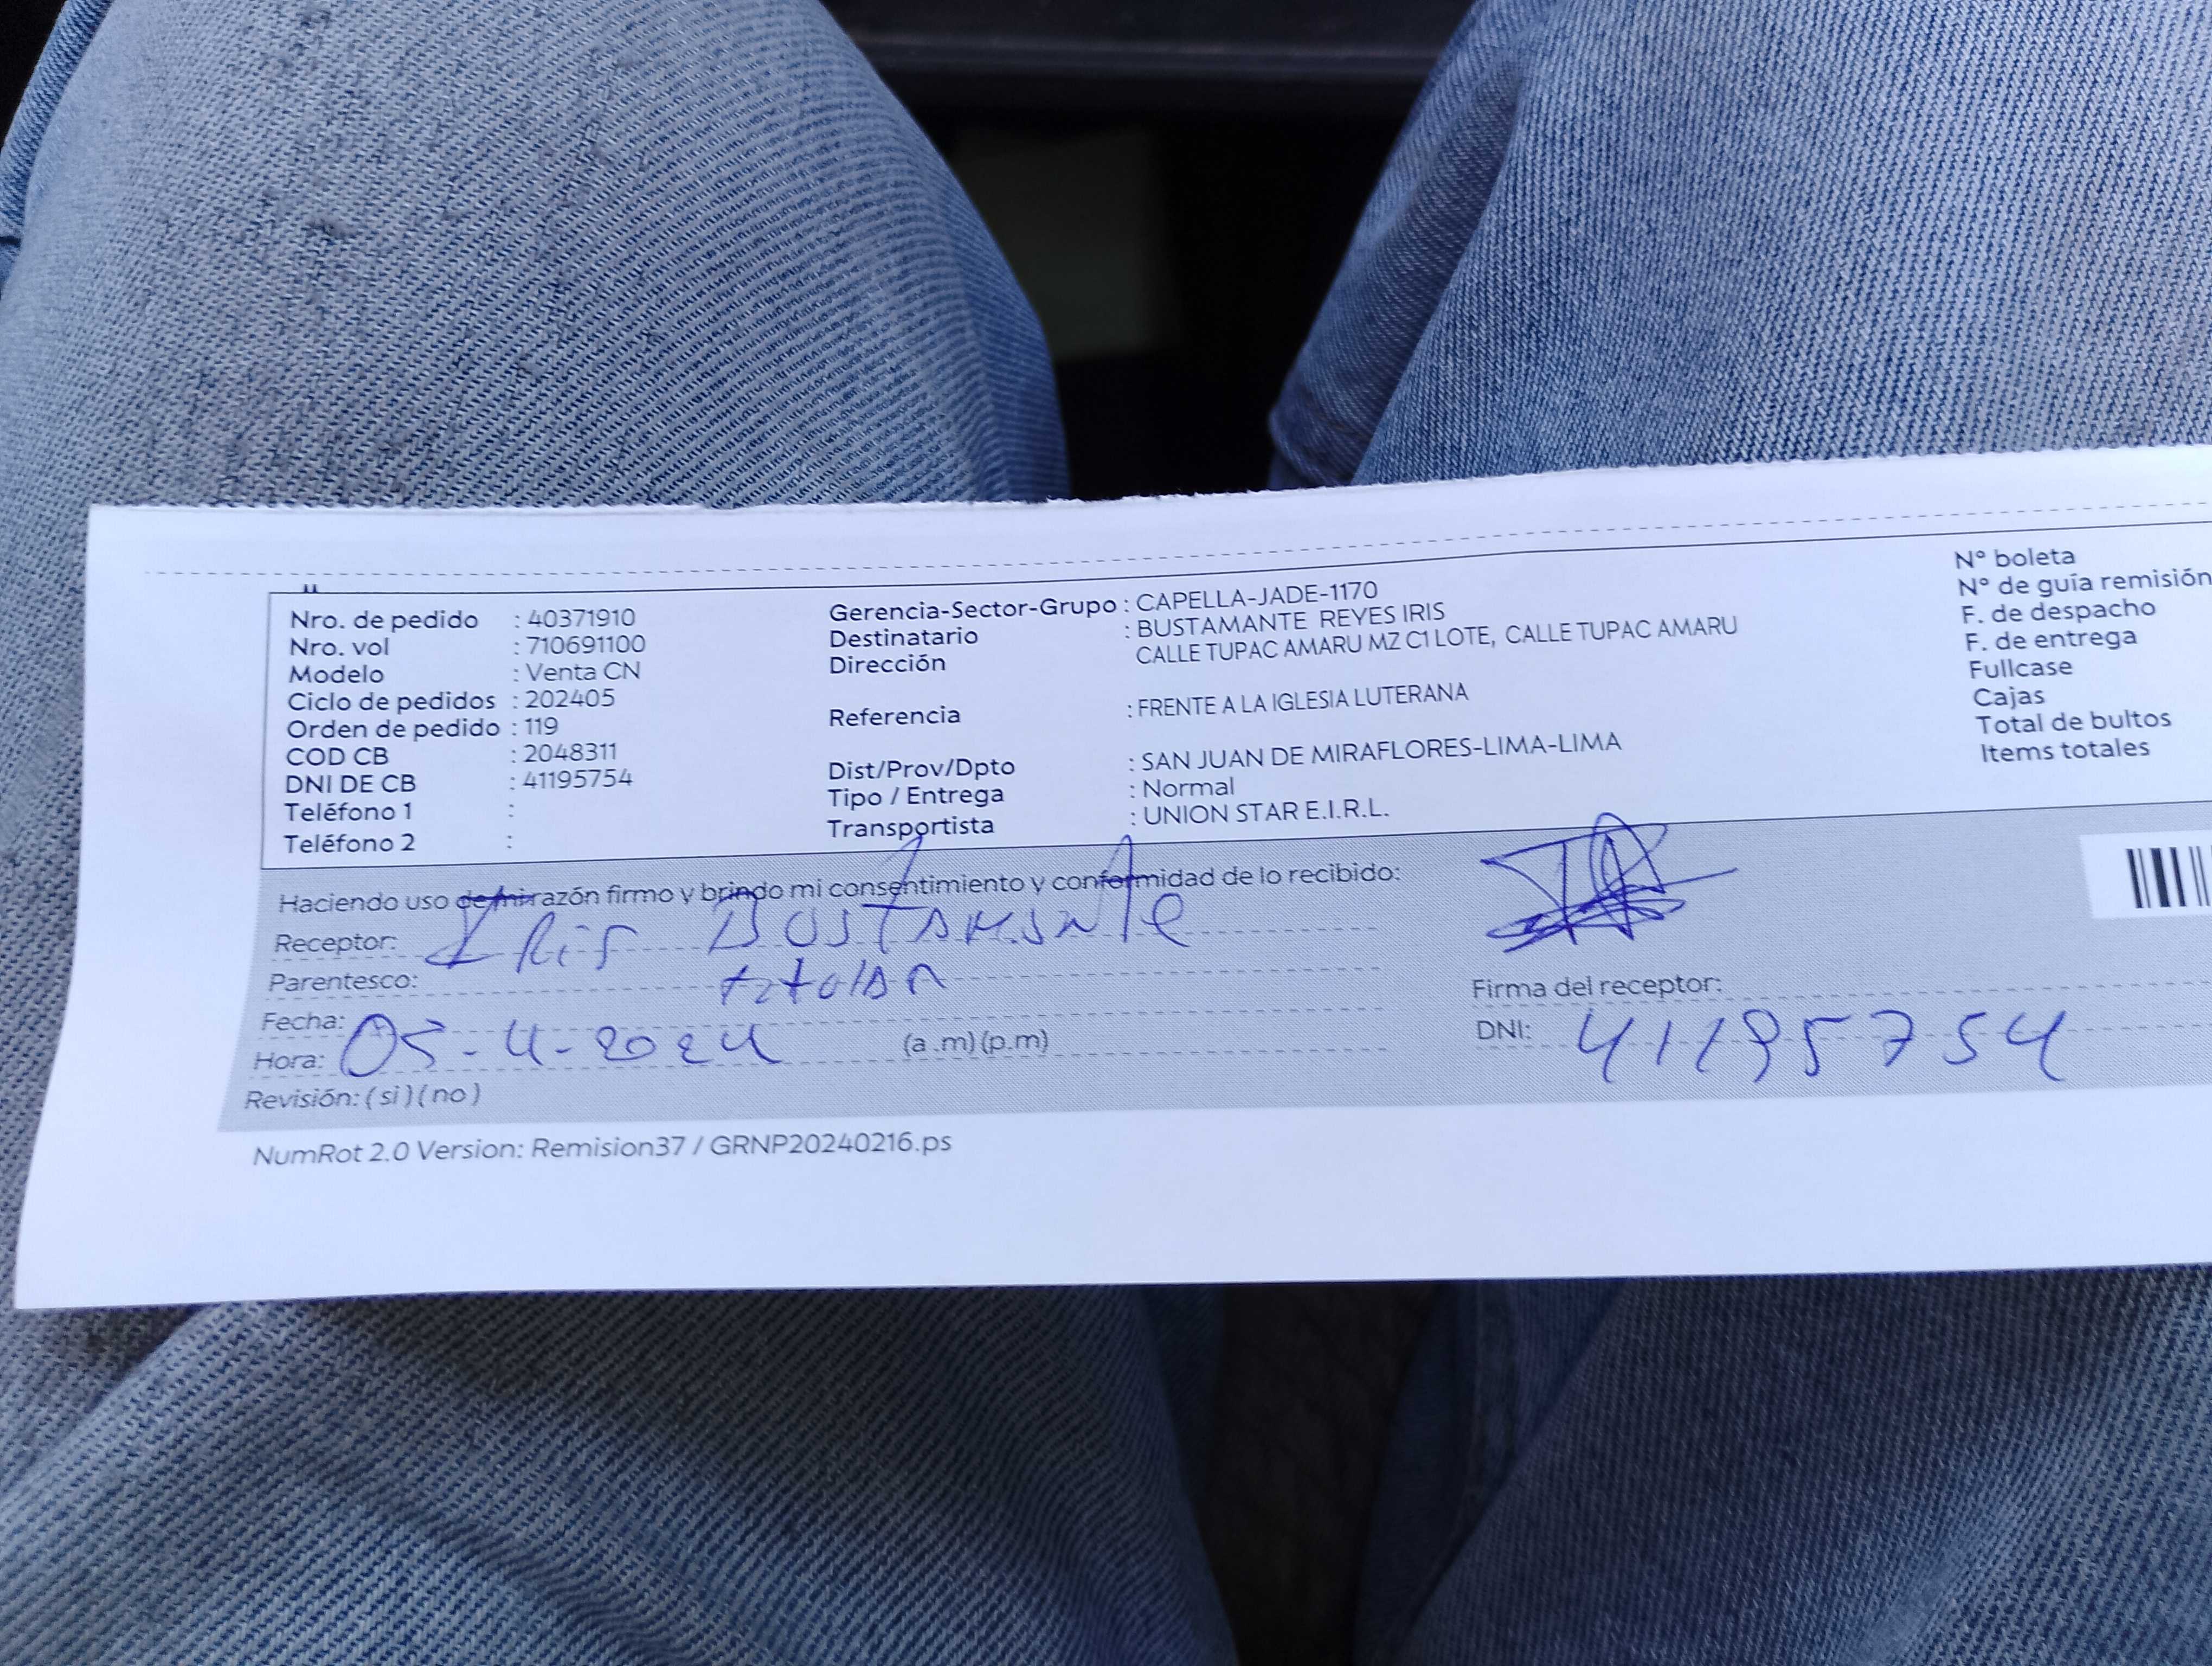 Nro. de pedido : 40371910
Nro. vol : 710691100
Modelo : Venta CN
Ciclo de pedidos : 202405
Orden de pedido : 119
COD CB : 2048311
DNI DE CB : 41195754
Teléfono 1 :
Teléfono 2 :
Gerencia-Sector-Grupo : CAPELLA-JADE-1170
Destinatario : BUSTAMANTE REYES IRIS
Dirección CALLE TUPAC AMARU MZ C1 LOTE, CALLE TUPAC AMARU
Referencia : FRENTE A LA IGLESIA LUTERANA
Dist/Prov/Dpto : SAN JUAN DE MIRAFLORES-LIMA-LIMA
Tipo / Entrega : Normal
Transportista : UNION STAR E.I.R.L.
N° boleta
N° de guía remisión
F. de despacho
F. de entrega
Fullcase
Cajas
Total de bultos
Items totales
Haciendo uso de mi razón firmo y brindo mi consentimiento y conformidad de lo recibido:
Receptor: Iris Bustamante
Parentesco: titular
Fecha: 05-4-2024
Hora: (a .m) (p.m)
Revisión: ( si ) ( no )
Firma del receptor:
DNI: 41195754
NumRot 2.0 Version: Remision37 / GRNP20240216.ps